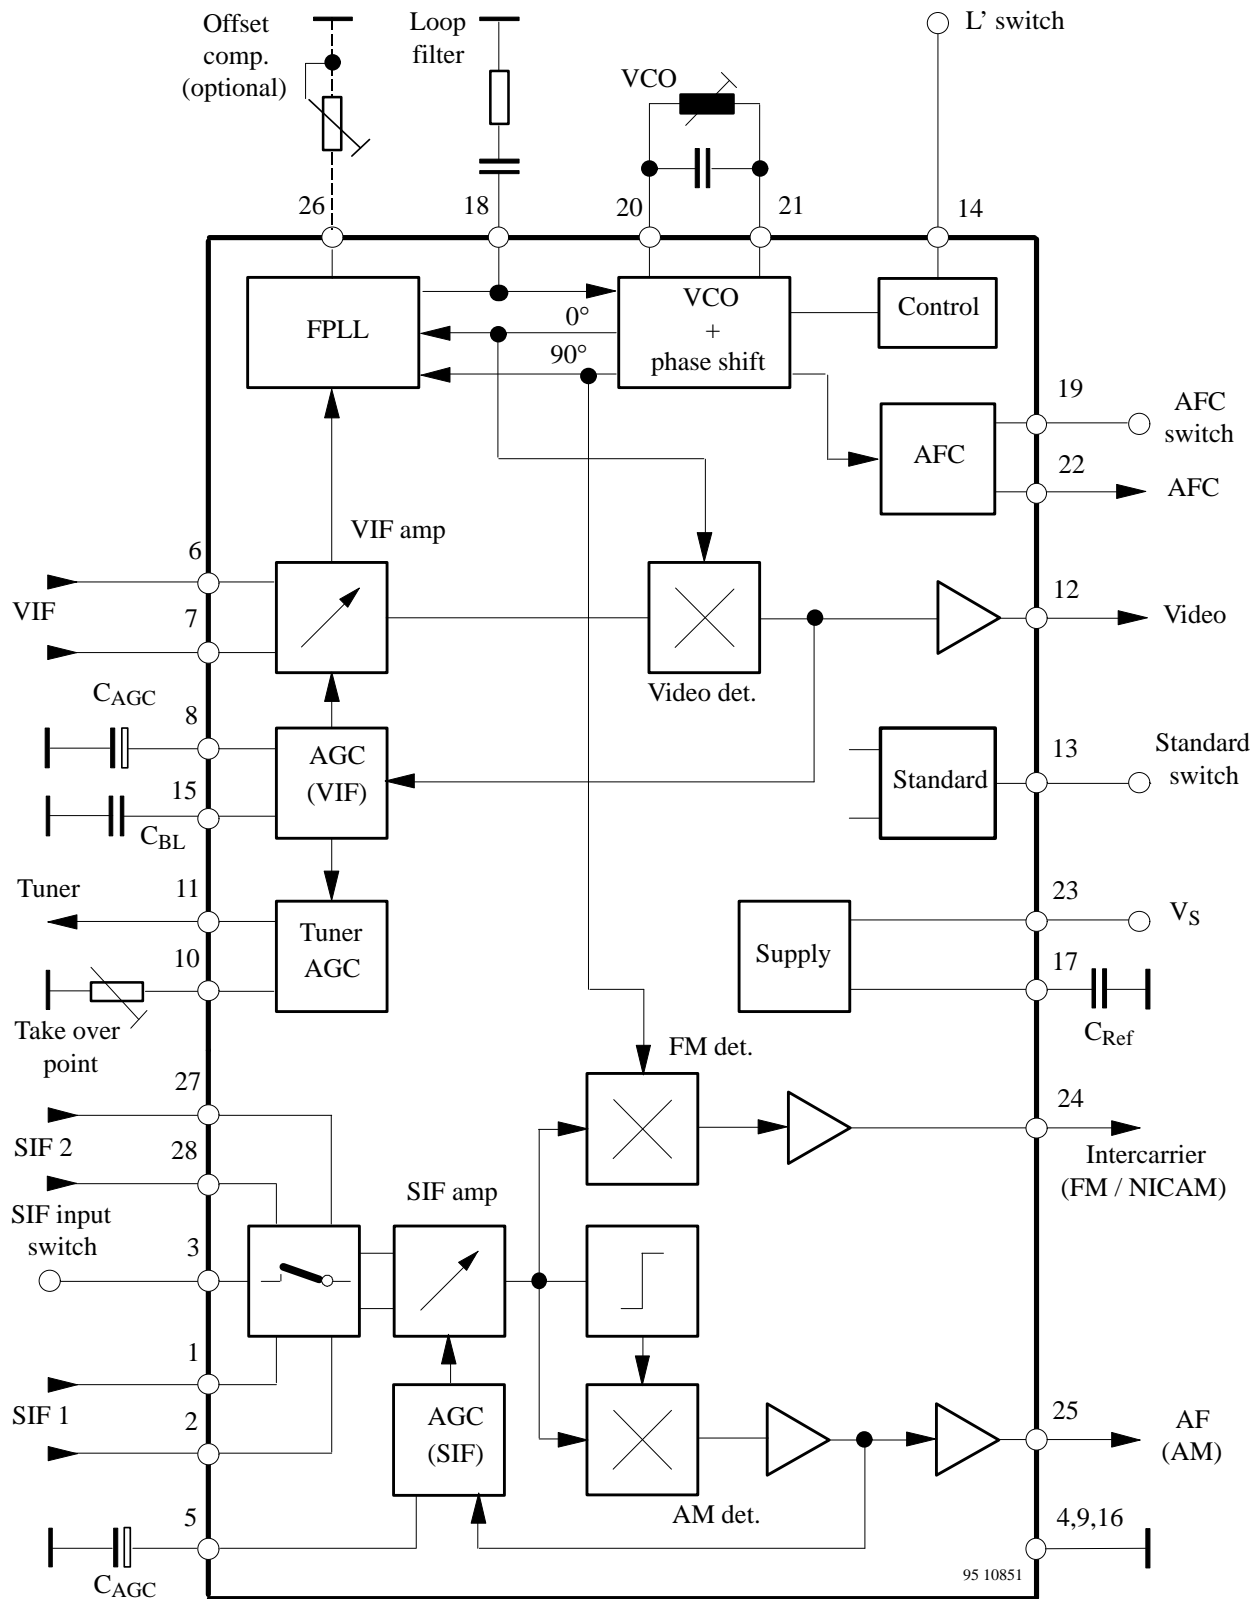 Offset
comp.
(optional)
Loop
filter
VCO
L' switch
26
18
20
21
14
FPLL
0°
90°
VCO
+
phase shift
Control
19
AFC
switch
AFC
22
AFC
VIF amp
6
VIF
7
12
Video
Video det.
CAGC
8
AGC
(VIF)
15
CBL
Standard
13
Standard
switch
Tuner
11
Tuner
AGC
10
Take over
point
Supply
23
VS
17
CRef
FM det.
27
SIF 2
28
24
Intercarrier
(FM / NICAM)
SIF input
switch
3
SIF amp
1
SIF 1
2
AGC
(SIF)
25
AF
(AM)
AM det.
5
CAGC
4,9,16
95 10851